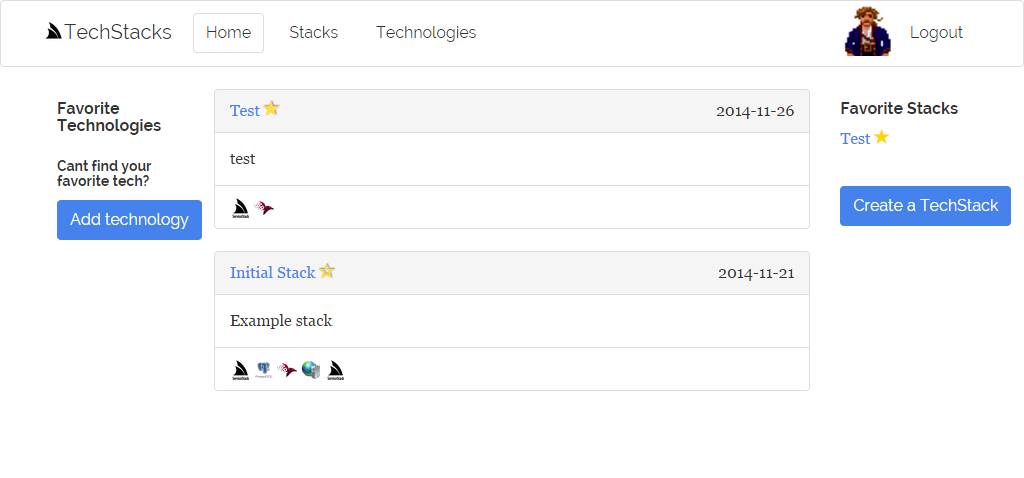 TechStacks Home Stacks Technologies Logout
Favorite
Technologies
Cant find your
favorite tech?
Add technology
Test 2014-11-26
test
Initial Stack 2014-11-21
Example stack
Favorite Stacks
Test
Create a TechStack